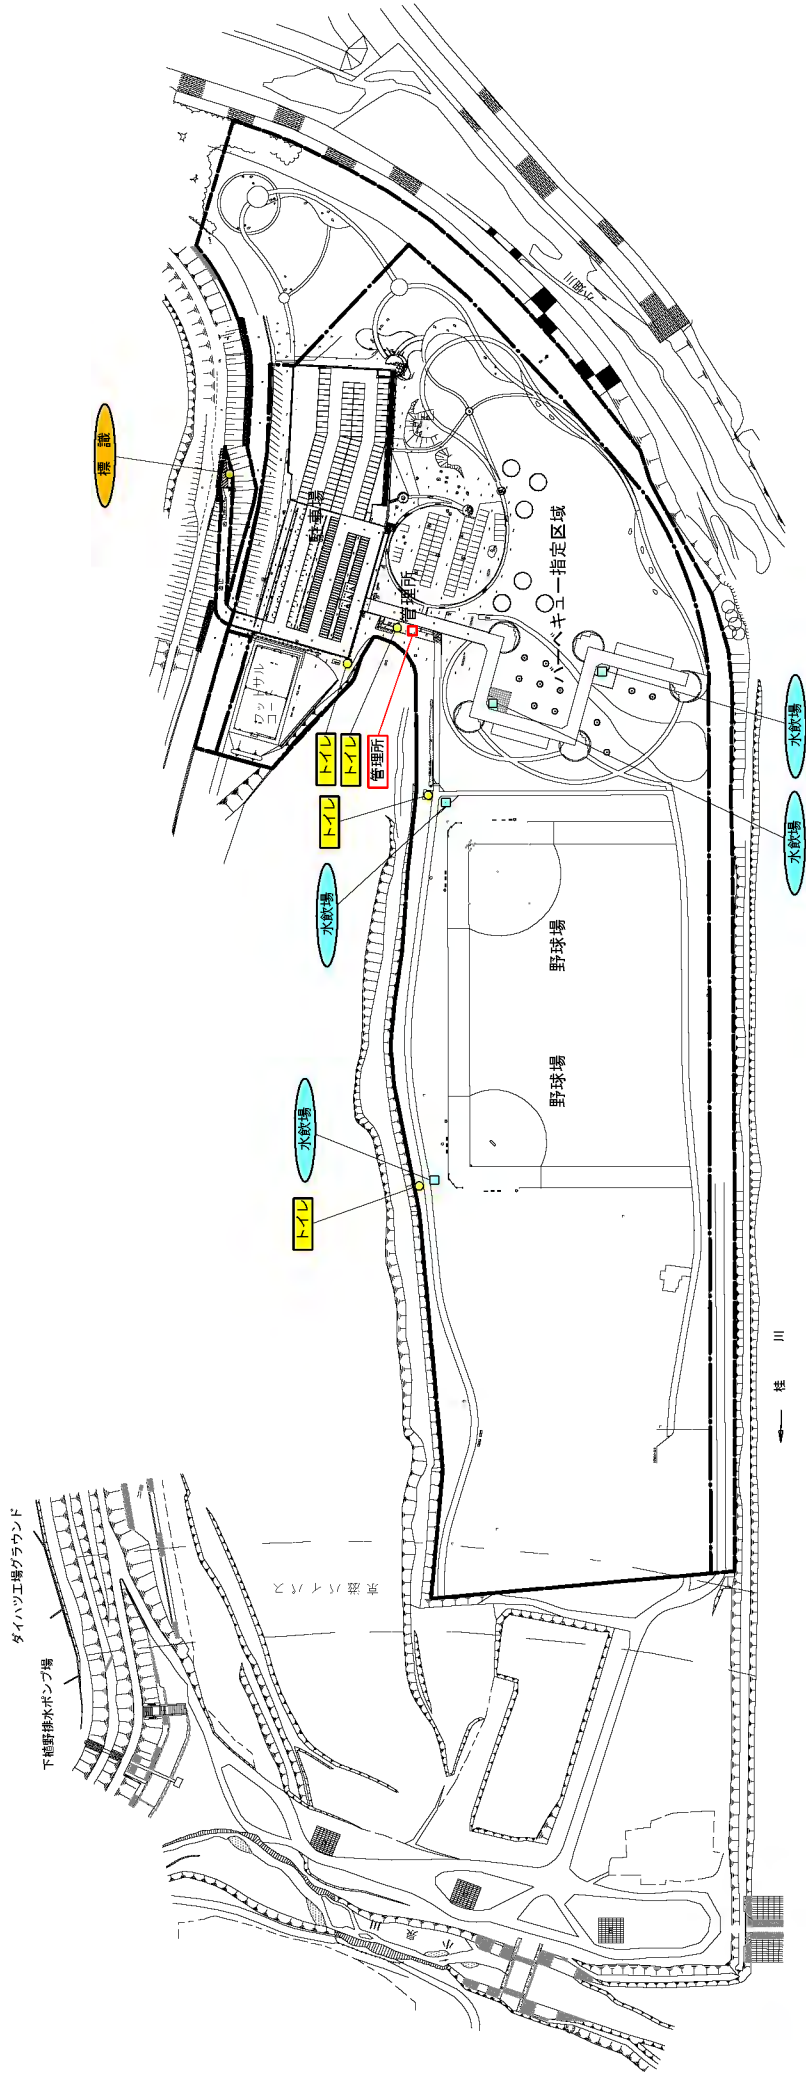 標識
駐車場
フットサル
コート
管理所
トイレ
トイレ
管理所
トイレ
水飲場
バーベキュー指定区域
水飲場
水飲場
野球場
野球場
水飲場
トイレ
小畑川
桂川
京滋バイパス
ダイハツ工場グラウンド
下植野排水ポンプ場
小泉川